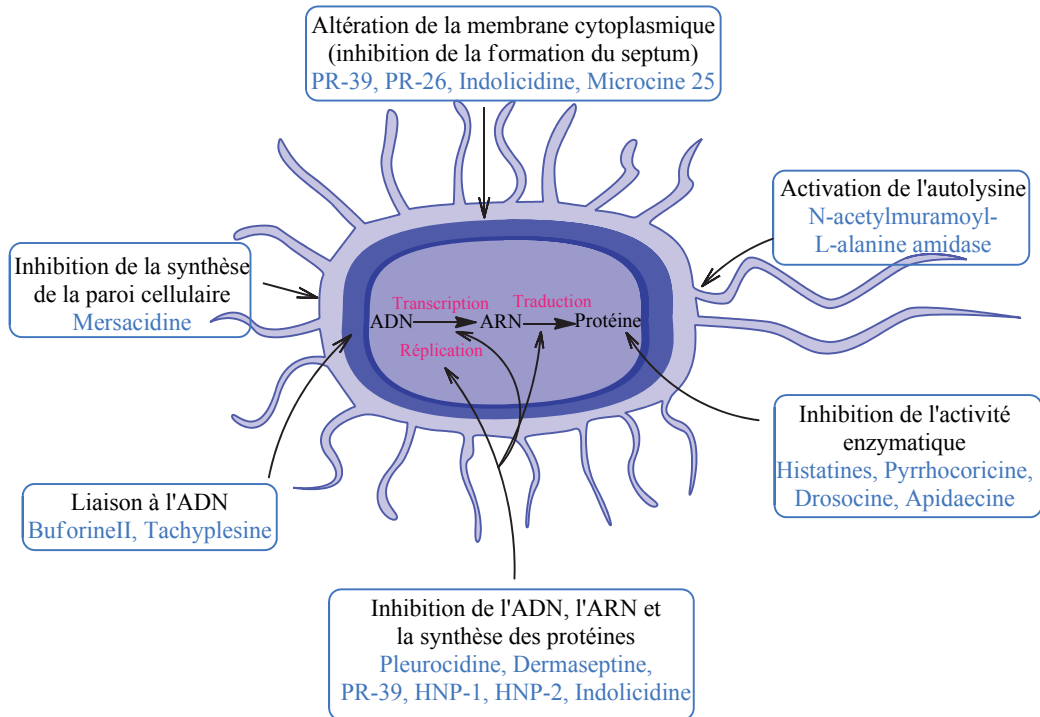 Altération de la membrane cytoplasmique
(inhibition de la formation du septum)
PR-39, PR-26, Indolicidine, Microcine 25
Activation de l'autolysine
N-acetylmuramoyl-
L-alanine amidase
Inhibition de la synthèse
de la paroi cellulaire
Mersacidine
Transcription
Traduction
ADN
ARN
Protéine
Réplication
Inhibition de l'activité
enzymatique
Histatines, Pyrrhocoricine,
Drosocine, Apidaecine
Liaison à l'ADN
BuforineII, Tachyplesine
Inhibition de l'ADN, l'ARN et
la synthèse des protéines
Pleurocidine, Dermaseptine,
PR-39, HNP-1, HNP-2, Indolicidine